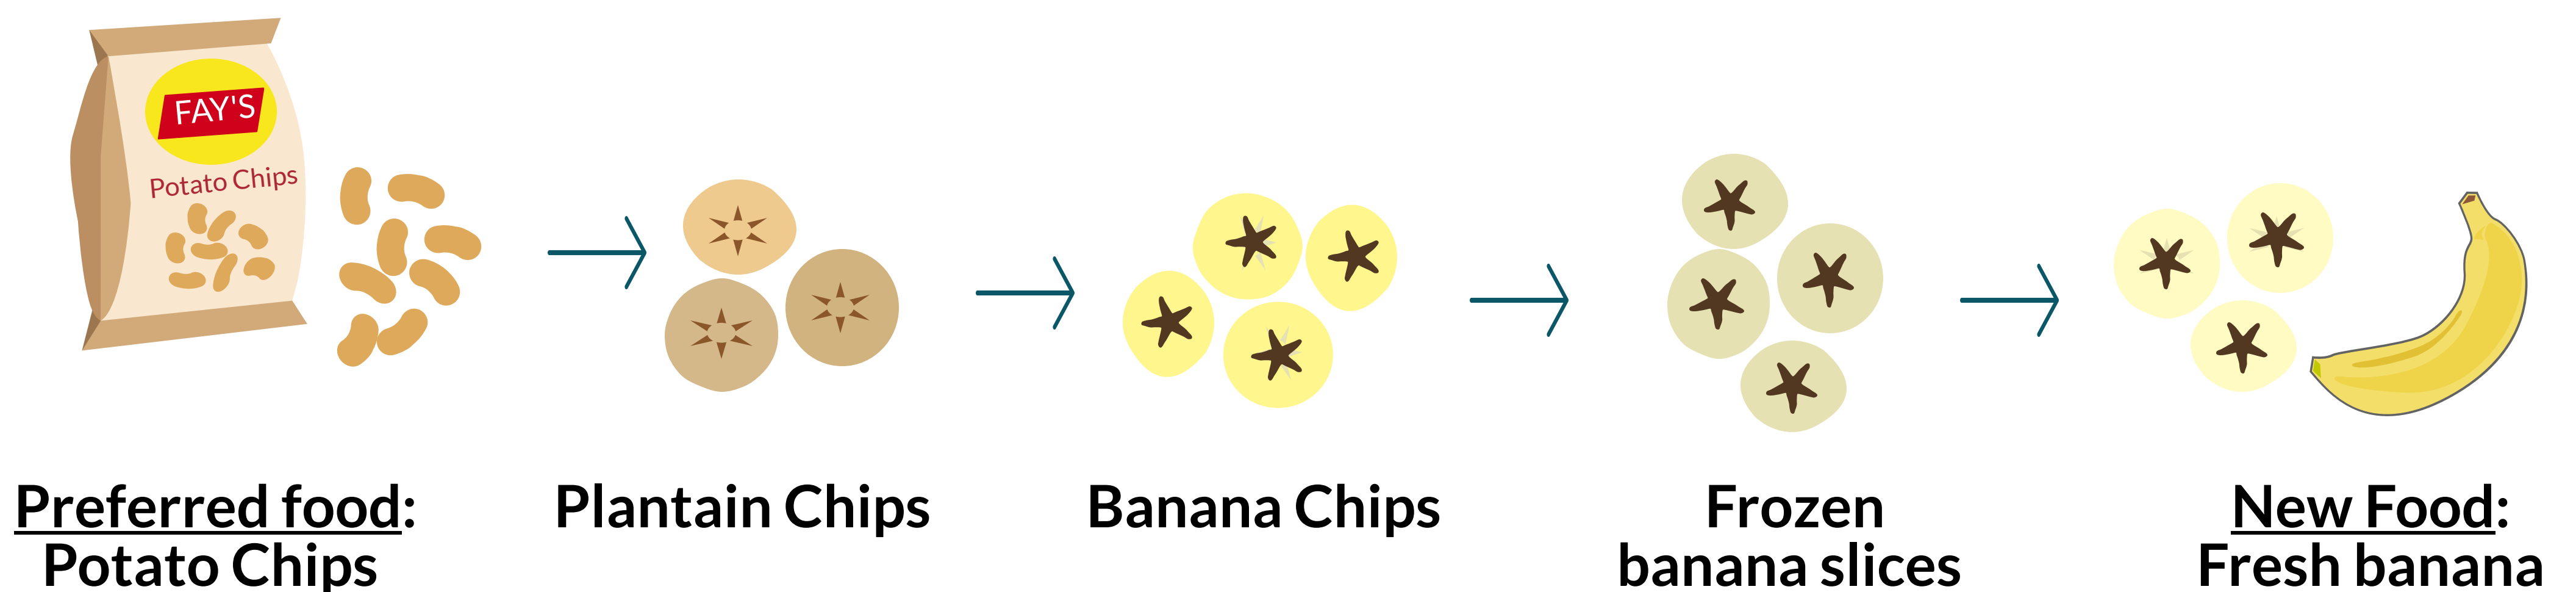 FAY'S
Potato Chips
Preferred food:
Potato Chips
Plantain Chips
Banana Chips
Frozen
banana slices
New Food:
Fresh banana